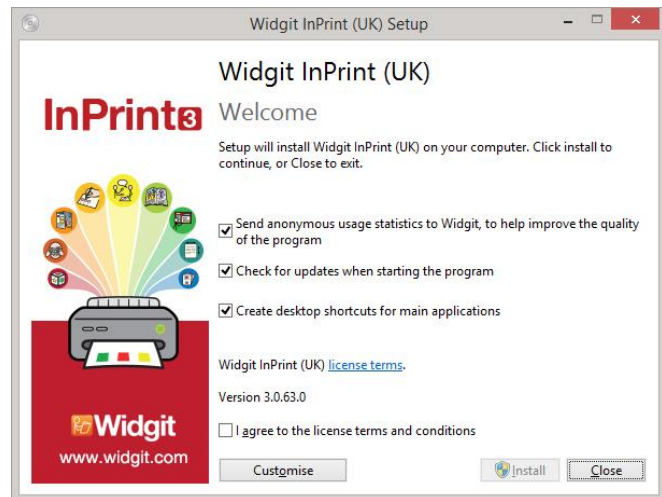 Widgit InPrint (UK) Setup
Widgit InPrint (UK)
InPrint3
Welcome
Setup will install Widgit InPrint (UK) on your computer. Click install to
continue, or Close to exit.
Send anonymous usage statistics to Widgit, to help improve the quality
of the program
Check for updates when starting the program
Create desktop shortcuts for main applications
Widgit InPrint (UK) license terms.
Version 3.0.63.0
I agree to the license terms and conditions
Widgit
www.widgit.com
Customise
Install
Close